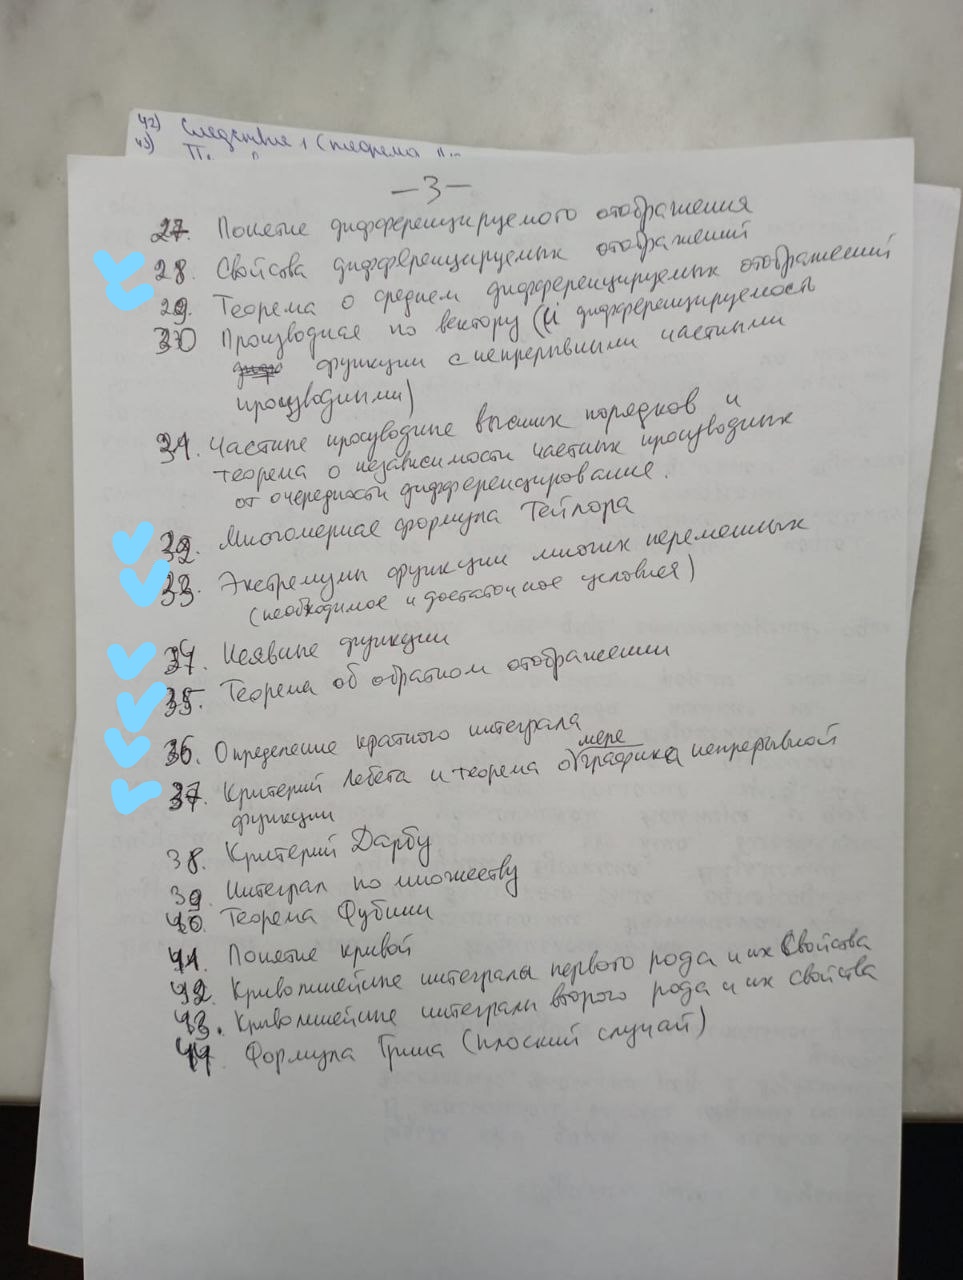 42) Следствие 1 (теорема
43)
—3—
27. Понятие дифференцируемого отображения
28. Свойства дифференцируемых отображений
29. Теорема о среднем дифференцируемых отображений
30 Производная по вектору (и дифференцируемость
функции с непрерывными частными
производными)
31. Частные производные высших порядков и
теорема о независимости частных производных
от очередности дифференцирование.
32. Многомерная формула Тейлора
33. Экстремумы функции многих переменных
(необходимое и достаточное условия)
34. Неявные функции
35. Теорема об обратном отображении
36. Определение кратного интеграла
37. Критерий Лебега и теорема о мере графика непрерывной
функции
38. Критерий Дарбу
39. Интеграл по множеству
40. Теорема Фубини
41. Понятие кривой
42. Криволинейные интегралы первого рода и их свойства
43. Криволинейные интегралы второго рода и их свойства
44. Формула Грина (плоский случай)